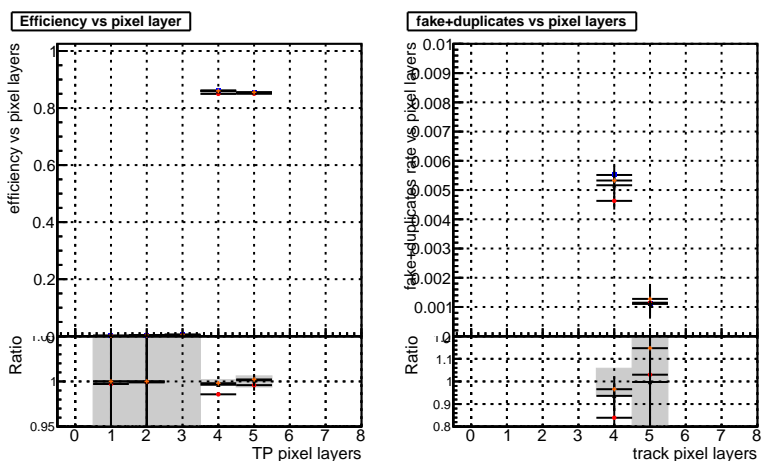 Efficiency vs pixel layer
efficiency vs pixel layers
1
0.8
0.6
0.4
0.2
0
Ratio
1
0.95
0 1 2 3 4 5 6 7 8
TP pixel layers
fake+duplicates vs pixel layers
fake+duplicates rate vs pixel layers
0.01
0.009
0.008
0.007
0.006
0.005
0.004
0.003
0.002
0.001
Ratio
1.1
1
0.9
0.8
0 1 2 3 4 5 6 7 8
track pixel layers